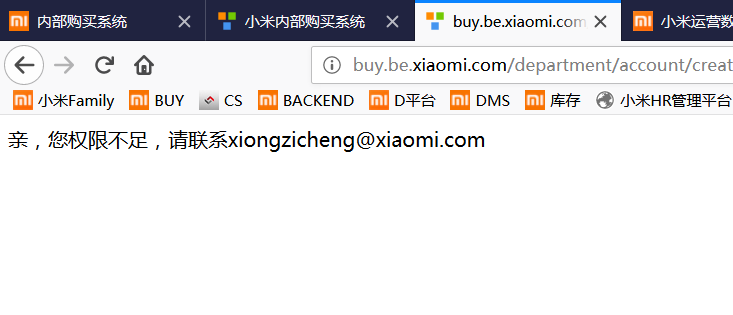 内部购买系统 小米内部购买系统 buy.be.xiaomi.com 小米运营数
buy.be.xiaomi.com/department/account/creat
小米Family BUY CS BACKEND D平台 DMS 库存 小米HR管理平台
亲，您权限不足，请联系xiongzicheng@xiaomi.com